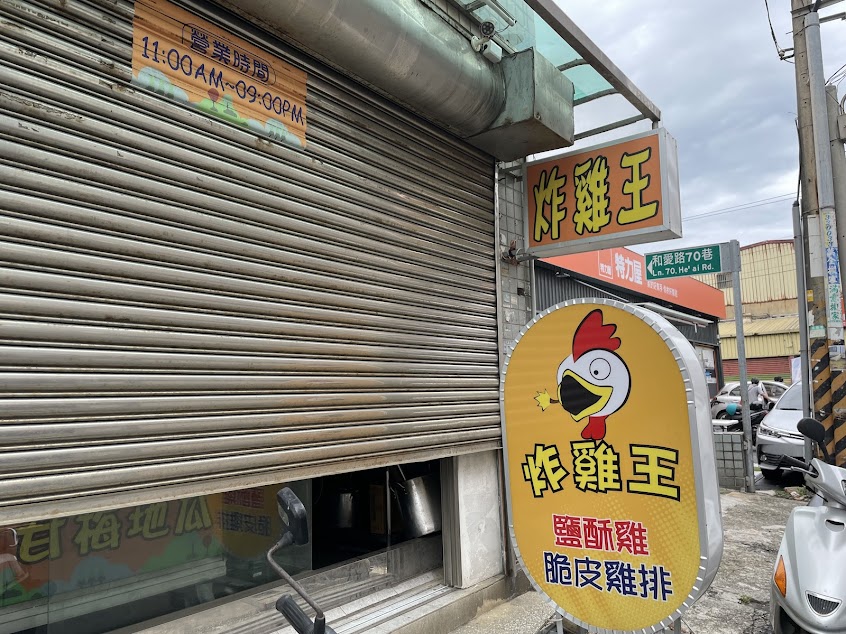 營業時間
11:00AM~09:00PM
炸雞王
特力屋
和愛路70巷
Ln. 70, He' ai Rd.
炸雞王
鹽酥雞
脆皮雞排
甘梅地瓜